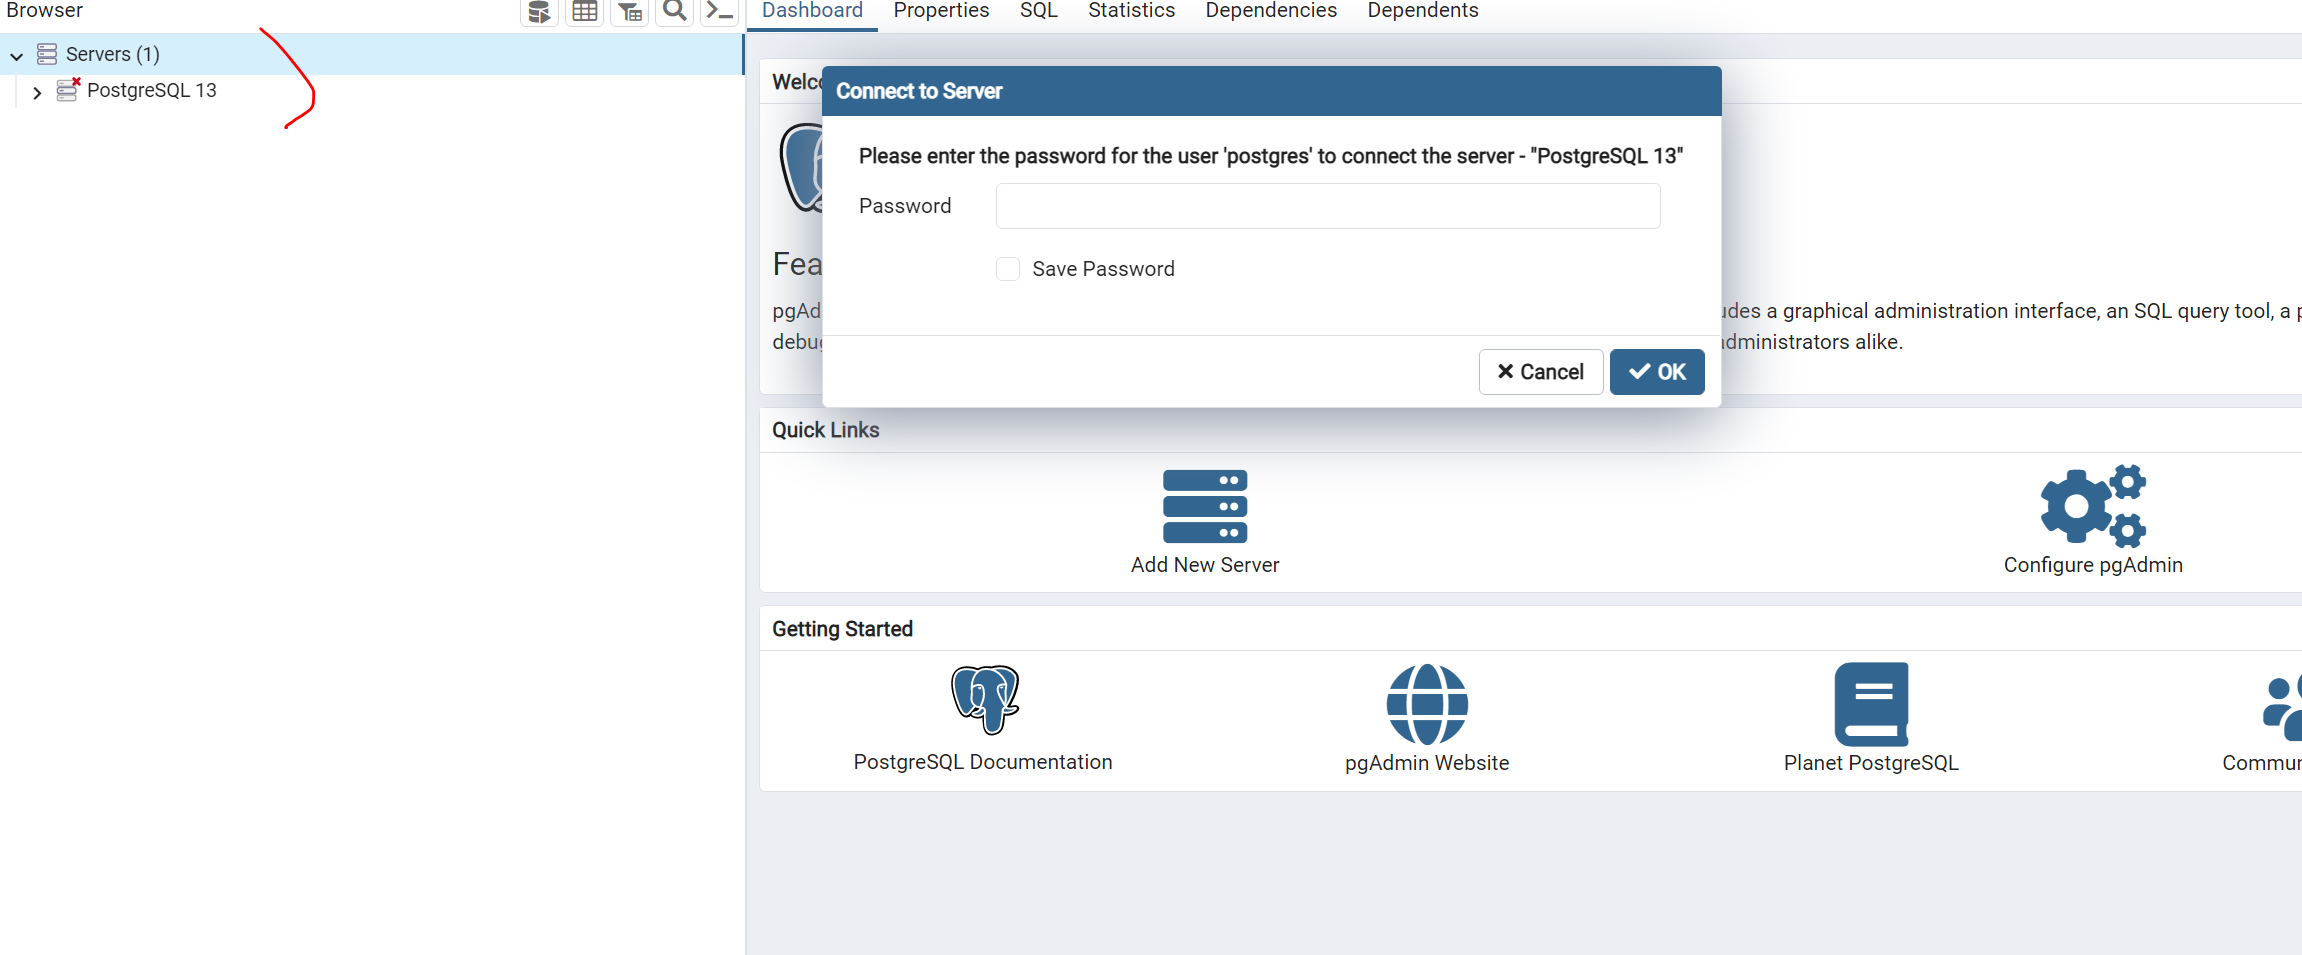 Browser
Dashboard Properties SQL Statistics Dependencies Dependents
Servers (1)
PostgreSQL 13
Connect to Server
Please enter the password for the user 'postgres' to connect the server - "PostgreSQL 13"
Password
Save Password
udes a graphical administration interface, an SQL query tool, a p
debu
dministrators alike.
Cancel OK
Quick Links
Add New Server Configure pgAdmin
Getting Started
PostgreSQL Documentation pgAdmin Website Planet PostgreSQL Commun